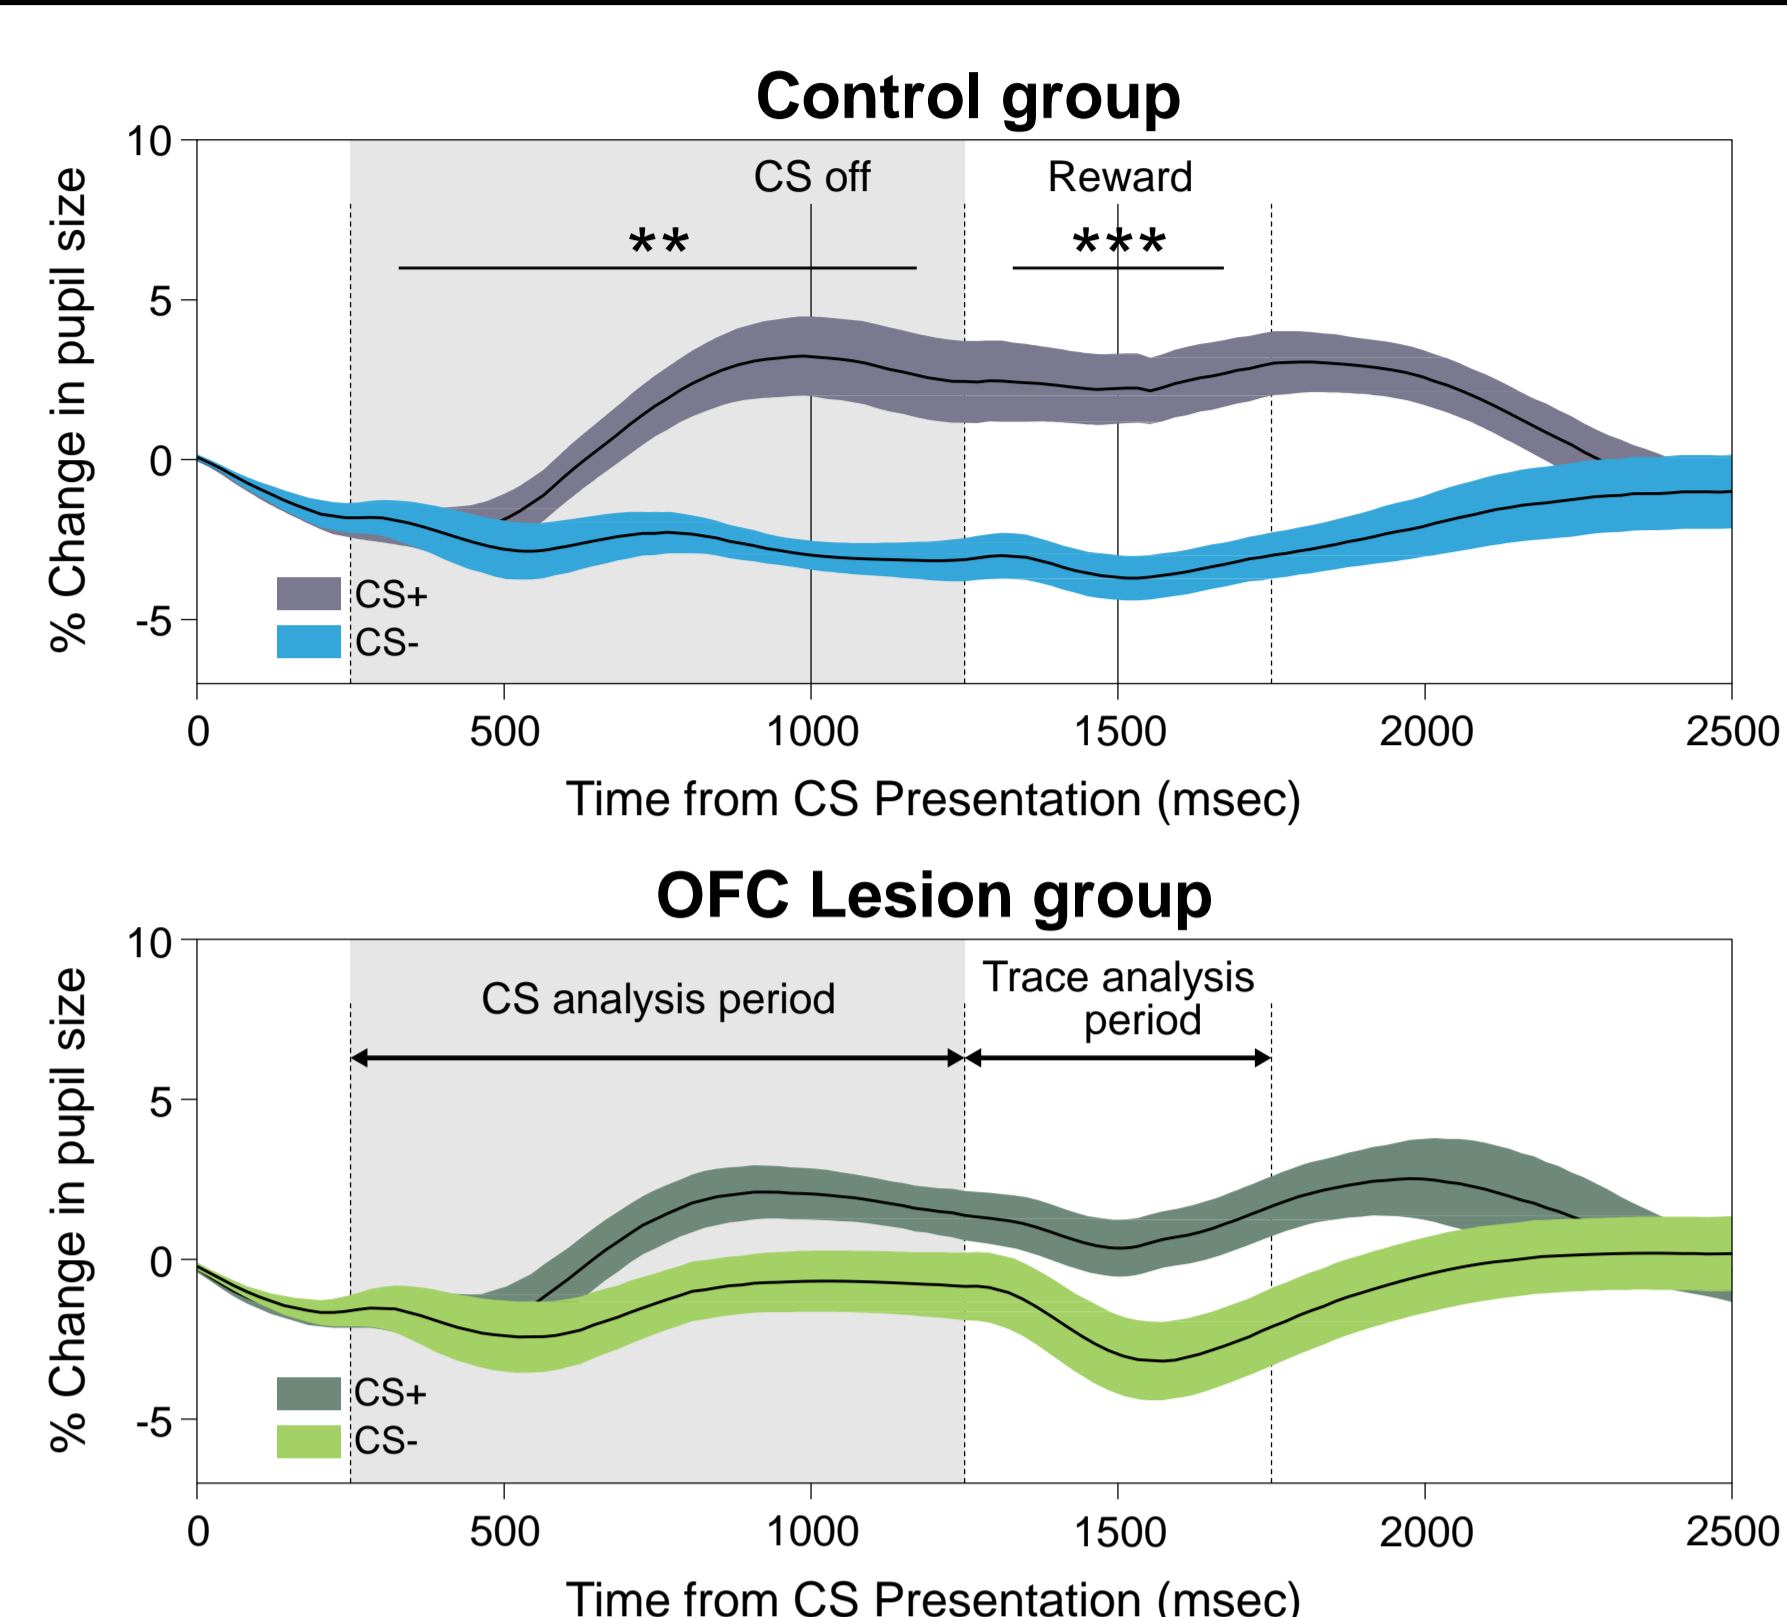 Control group
10
CS off
Reward
**
***
5
0
-5
% Change in pupil size
CS+
CS-
0
500
1000
1500
2000
2500
Time from CS Presentation (msec)
OFC Lesion group
10
CS analysis period
Trace analysis
period
5
0
-5
% Change in pupil size
CS+
CS-
0
500
1000
1500
2000
2500
Time from CS Presentation (msec)